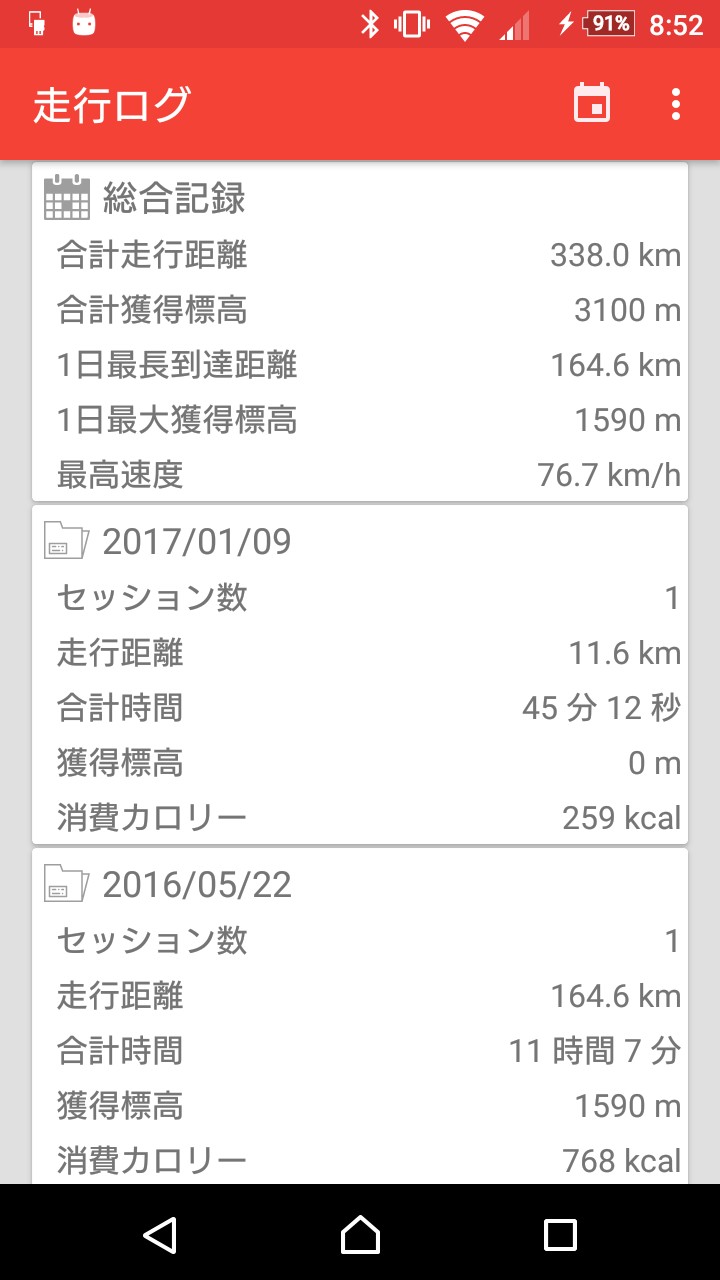 91% 8:52
走行ログ
総合記録
合計走行距離 338.0 km
合計獲得標高 3100 m
1日最長到達距離 164.6 km
1日最大獲得標高 1590 m
最高速度 76.7 km/h
2017/01/09
セッション数 1
走行距離 11.6 km
合計時間 45 分 12 秒
獲得標高 0 m
消費カロリー 259 kcal
2016/05/22
セッション数 1
走行距離 164.6 km
合計時間 11 時間 7 分
獲得標高 1590 m
消費カロリー 768 kcal